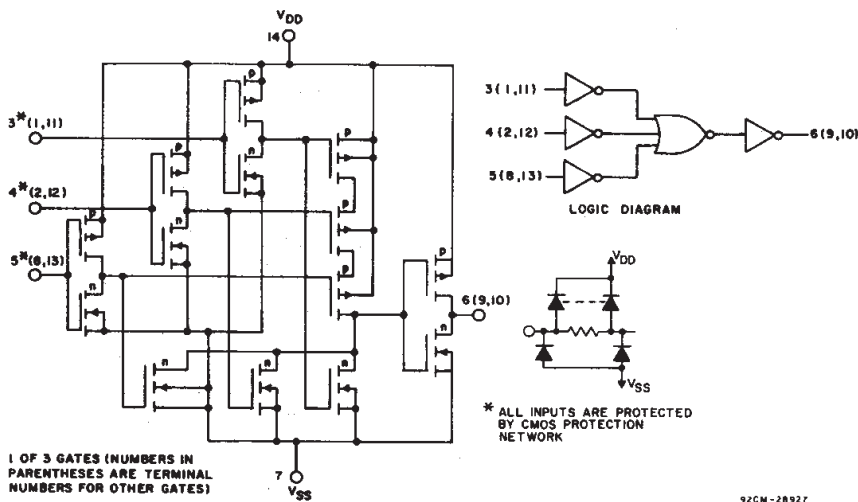 VDD
14
p
p
p
p
p
p
p
n
n
n
n
n
n
n
3*(1,11)
4*(2,12)
5*(8,13)
6(9,10)
7
VSS
1 OF 3 GATES (NUMBERS IN
PARENTHESES ARE TERMINAL
NUMBERS FOR OTHER GATES)
3(1,11)
4(2,12)
5(8,13)
6(9,10)
LOGIC DIAGRAM
VDD
VSS
* ALL INPUTS ARE PROTECTED
BY CMOS PROTECTION
NETWORK
92CM-28927